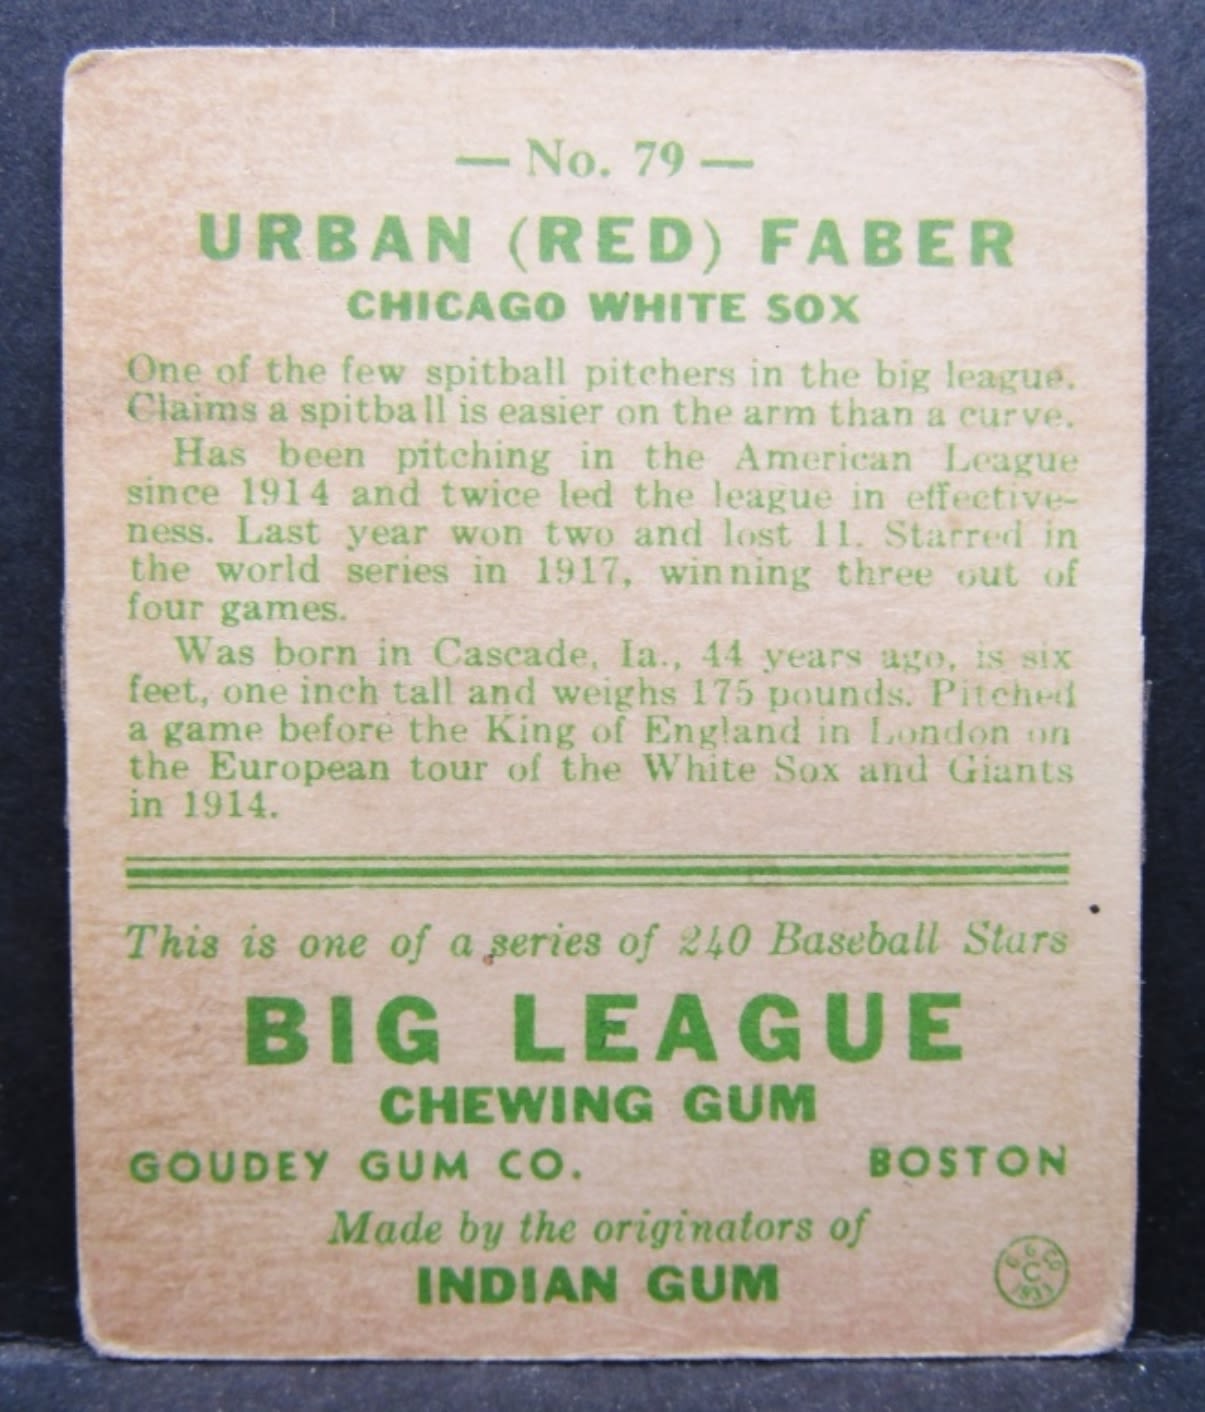 — No. 79 —
URBAN (RED) FABER
CHICAGO WHITE SOX
One of the few spitball pitchers in the big league.
Claims a spitball is easier on the arm than a curve.
Has been pitching in the American League
since 1914 and twice led the league in effective-
ness. Last year won two and lost 11. Starred in
the world series in 1917, winning three out of
four games.
Was born in Cascade, Ia., 44 years ago, is six
feet, one inch tall and weighs 175 pounds. Pitched
a game before the King of England in London on
the European tour of the White Sox and Giants
in 1914.
This is one of a series of 240 Baseball Stars
BIG LEAGUE
CHEWING GUM
GOUDEY GUM CO. BOSTON
Made by the originators of
INDIAN GUM
G. G. CO
C
1933